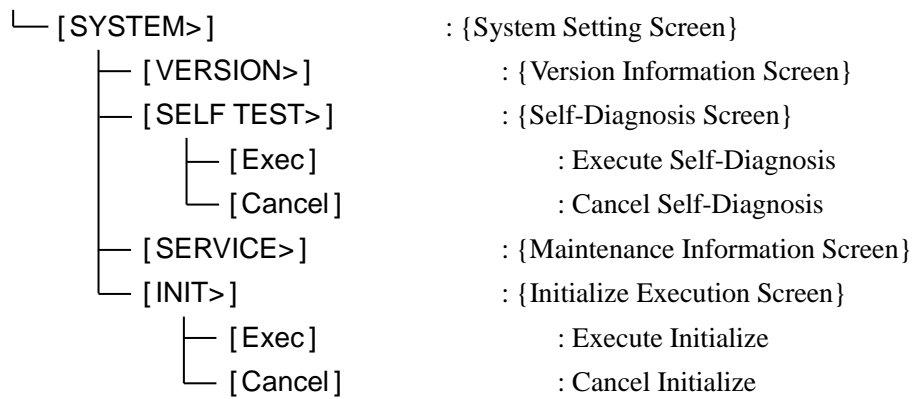 [SYSTEM>] : {System Setting Screen}
[VERSION>] : {Version Information Screen}
[SELF TEST>] : {Self-Diagnosis Screen}
[Exec] : Execute Self-Diagnosis
[Cancel] : Cancel Self-Diagnosis
[SERVICE>] : {Maintenance Information Screen}
[INIT>] : {Initialize Execution Screen}
[Exec] : Execute Initialize
[Cancel] : Cancel Initialize